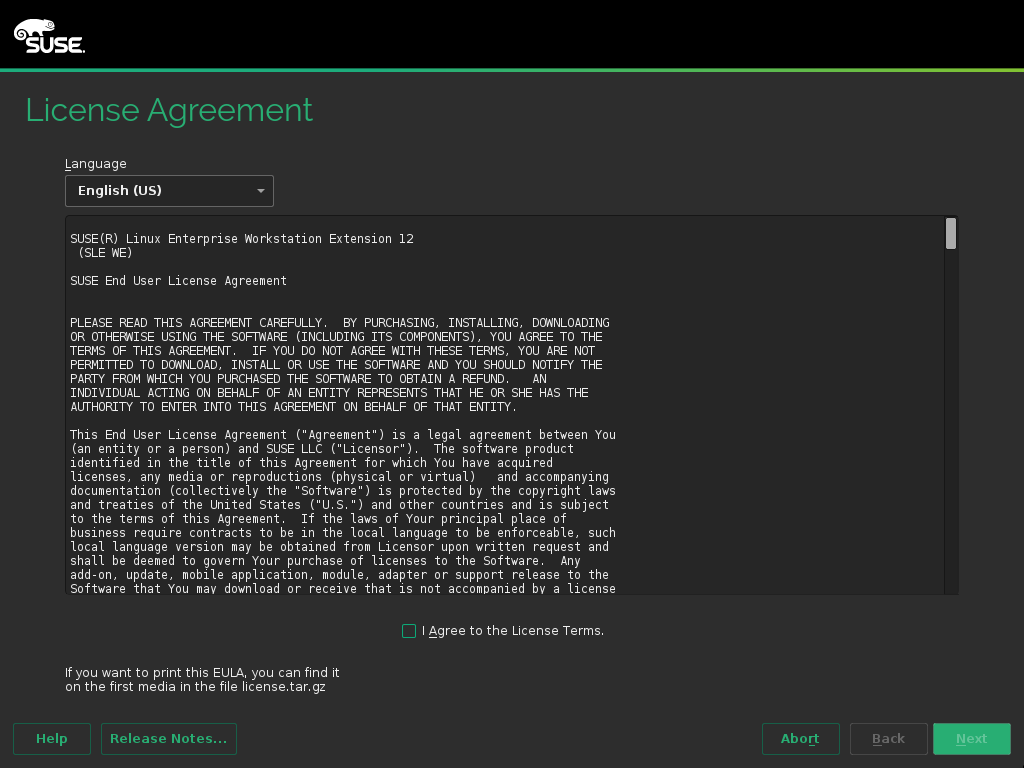 SUSE.
License Agreement
Language
English (US)
SUSE(R) Linux Enterprise Workstation Extension 12
(SLE WE)
SUSE End User License Agreement
PLEASE READ THIS AGREEMENT CAREFULLY.  BY PURCHASING, INSTALLING, DOWNLOADING
OR OTHERWISE USING THE SOFTWARE (INCLUDING ITS COMPONENTS), YOU AGREE TO THE
TERMS OF THIS AGREEMENT.  IF YOU DO NOT AGREE WITH THESE TERMS, YOU ARE NOT
PERMITTED TO DOWNLOAD, INSTALL OR USE THE SOFTWARE AND YOU SHOULD NOTIFY THE
PARTY FROM WHICH YOU PURCHASED THE SOFTWARE TO OBTAIN A REFUND.   AN
INDIVIDUAL ACTING ON BEHALF OF AN ENTITY REPRESENTS THAT HE OR SHE HAS THE
AUTHORITY TO ENTER INTO THIS AGREEMENT ON BEHALF OF THAT ENTITY.
This End User License Agreement ("Agreement") is a legal agreement between You
(an entity or a person) and SUSE LLC ("Licensor").  The software product
identified in the title of this Agreement for which You have acquired
licenses, any media or reproductions (physical or virtual)   and accompanying
documentation (collectively the "Software") is protected by the copyright laws
and treaties of the United States ("U.S.") and other countries and is subject
to the terms of this Agreement.  If the laws of Your principal place of
business require contracts to be in the local language to be enforceable, such
local language version may be obtained from Licensor upon written request and
shall be deemed to govern Your purchase of licenses to the Software.  Any
add-on, update, mobile application, module, adapter or support release to the
Software that You may download or receive that is not accompanied by a license
I Agree to the License Terms.
If you want to print this EULA, you can find it
on the first media in the file license.tar.gz
Help Release Notes... Abort Back Next